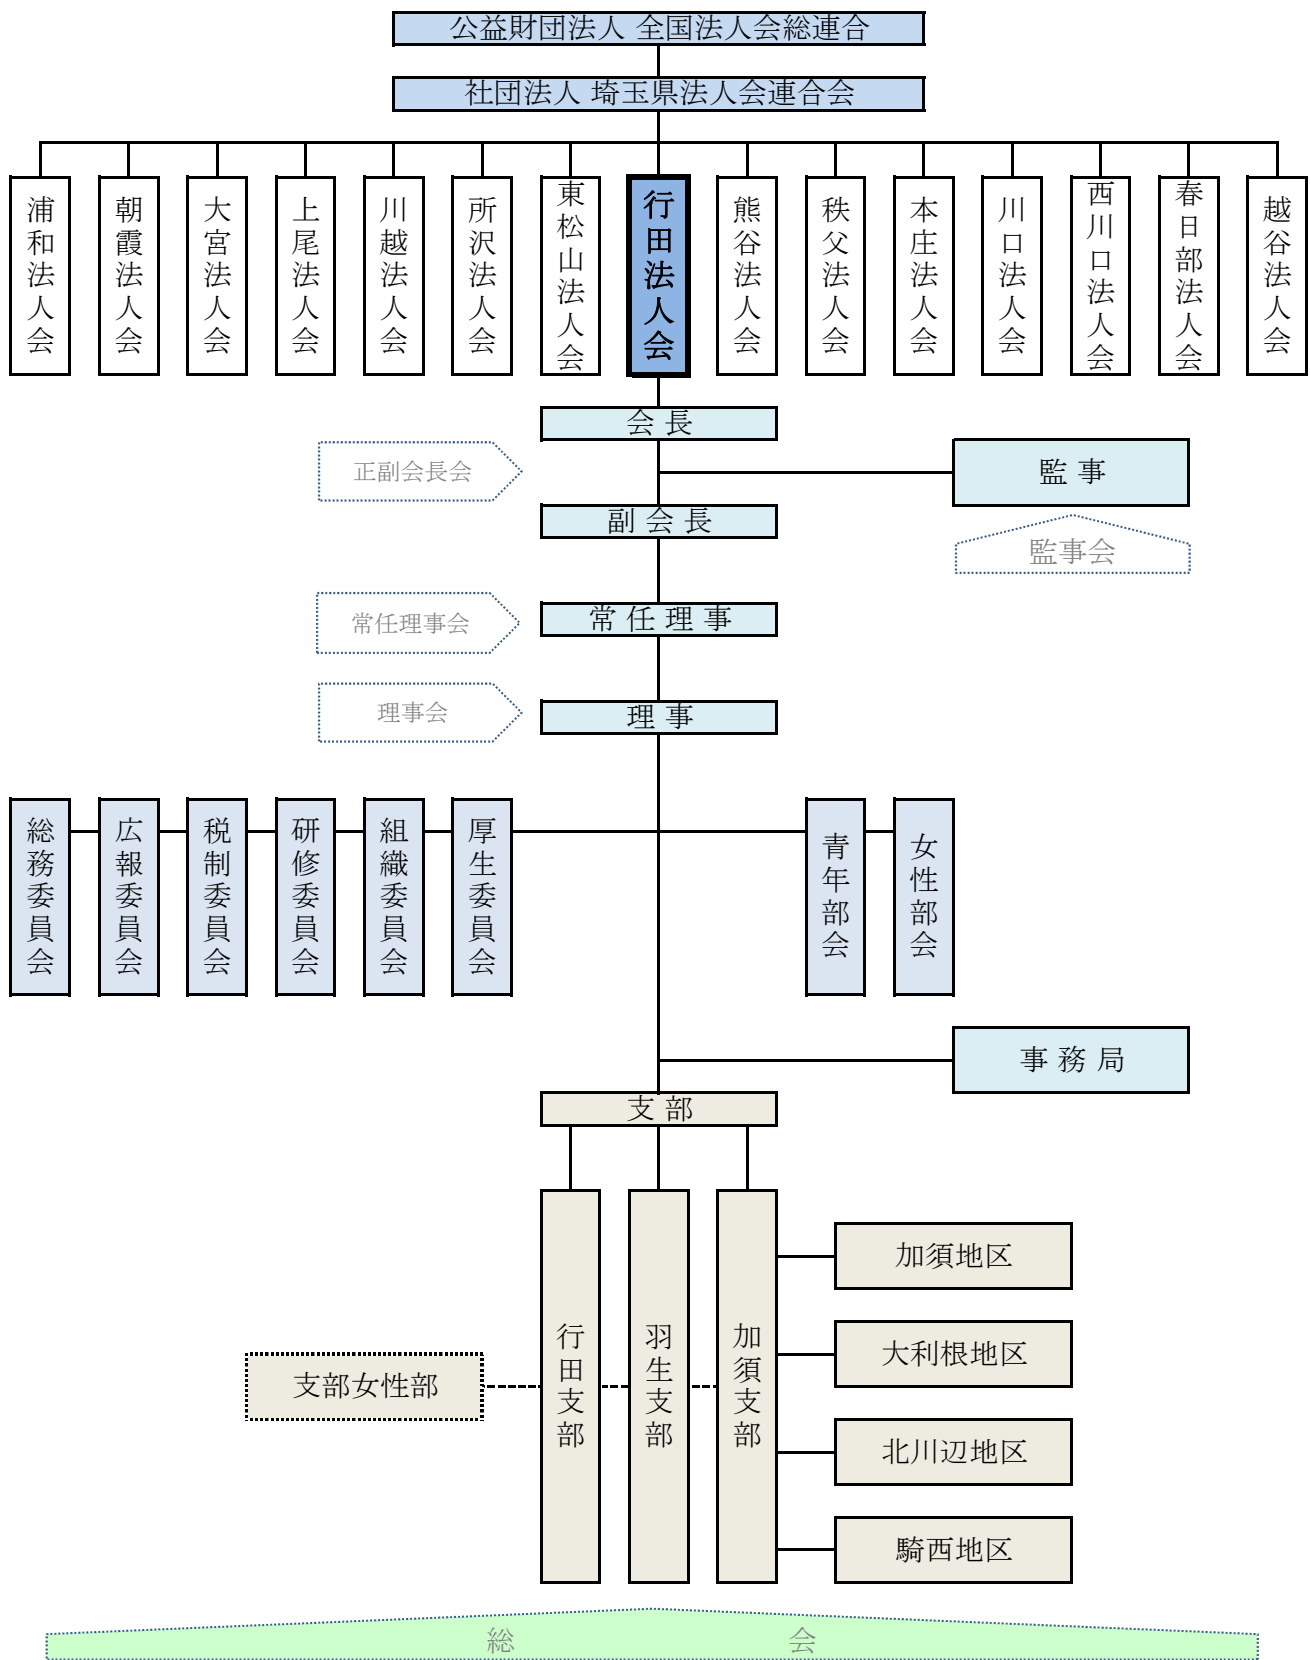 公益財団法人 全国法人会総連合
社団法人 埼玉県法人会連合会
浦和法人会
朝霞法人会
大宮法人会
上尾法人会
川越法人会
所沢法人会
東松山法人会
行田法人会
熊谷法人会
秩父法人会
本庄法人会
川口法人会
西川口法人会
春日部法人会
越谷法人会
会 長
正副会長会
監 事
副 会 長
監事会
常任理事会
常 任 理 事
理事会
理 事
総務委員会
広報委員会
税制委員会
研修委員会
組織委員会
厚生委員会
青年部会
女性部会
事 務 局
支 部
行田支部
羽生支部
加須支部
加須地区
大利根地区
支部女性部
北川辺地区
騎西地区
総 会